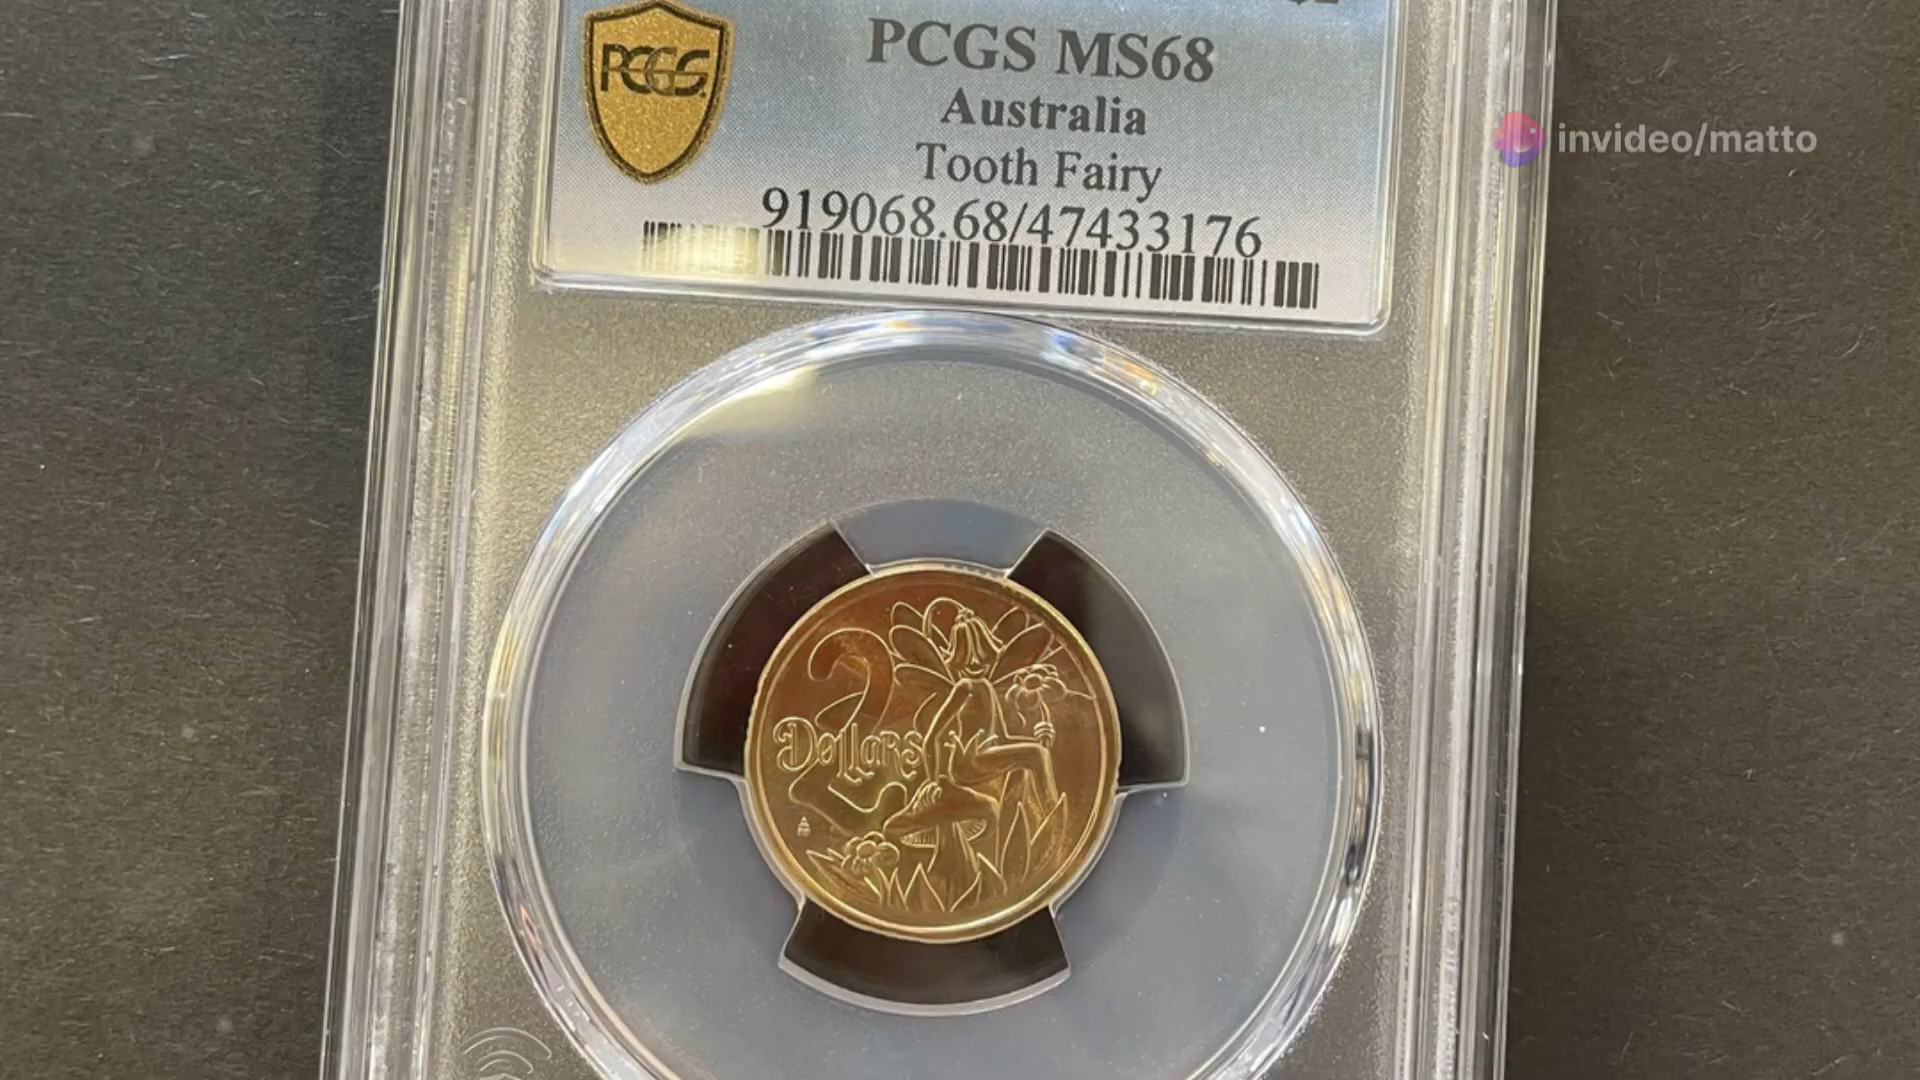 PCGS MS68
PCGS
Australia
invideo/matto
Tooth Fairy
919068.68/47433176
2
DoLLaRs